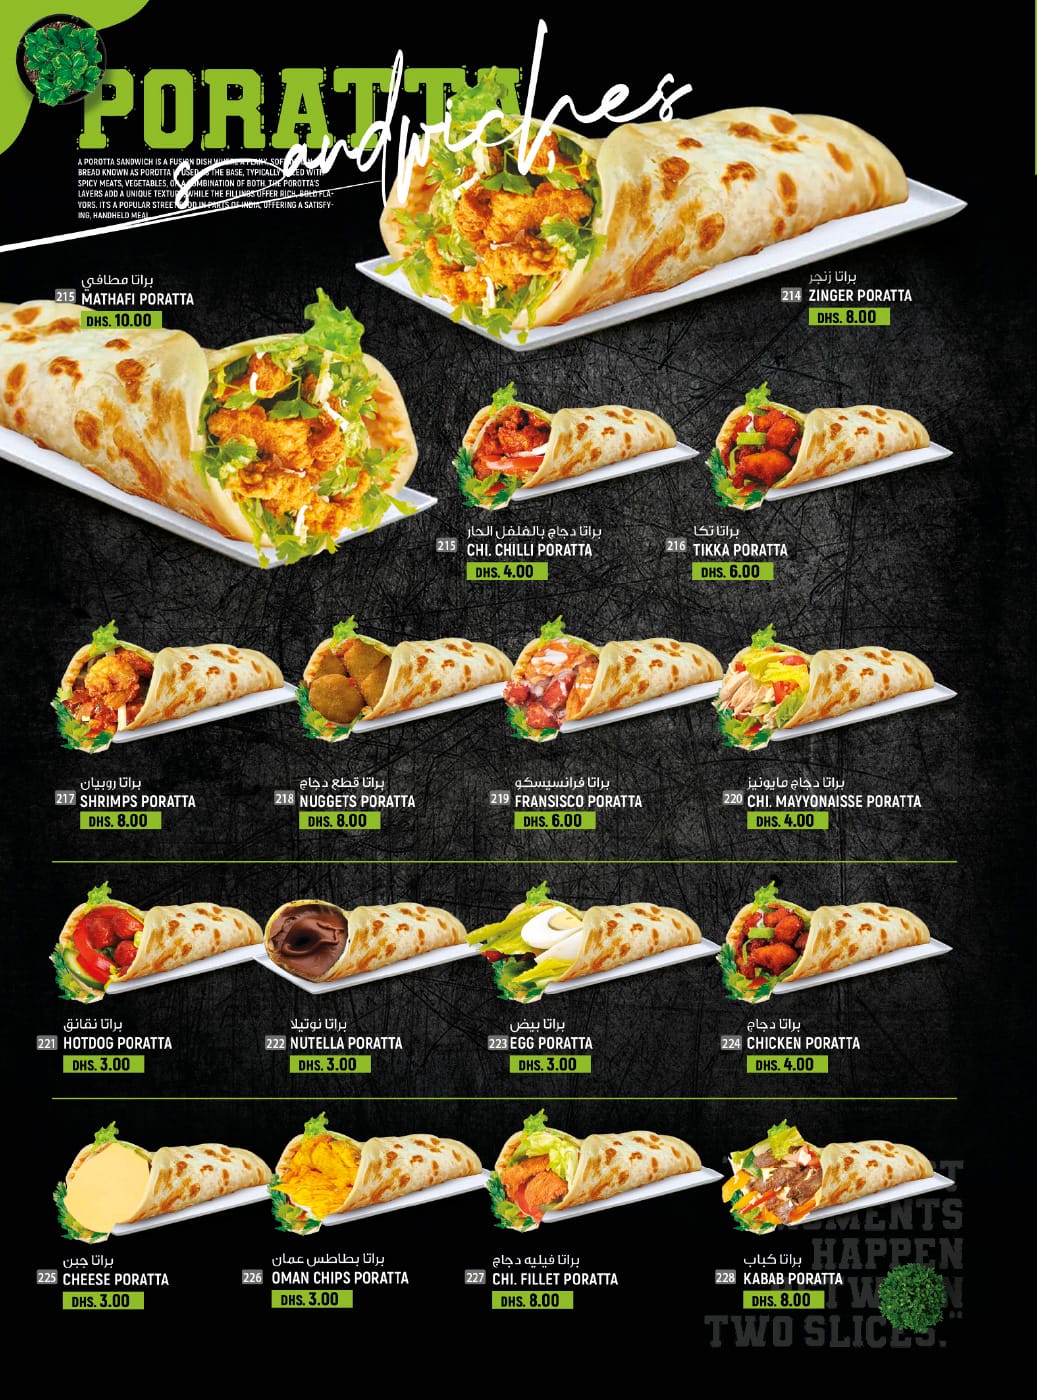 PORATTA
sandwiches
A POROTTA SANDWICH IS A FUSION DISH WHERE A FLAKY, SOFT
BREAD KNOWN AS POROTTA IS USED AS THE BASE, TYPICALLY FILLED WITH
SPICY MEATS, VEGETABLES, OR A COMBINATION OF BOTH. THE POROTTA'S
LAYERS ADD A UNIQUE TEXTURE WHILE THE FILLINGS OFFER RICH, BOLD FLA-
VORS. IT'S A POPULAR STREET FOOD IN PARTS OF INDIA, OFFERING A SATISFY-
ING, HANDHELD MEAL.
براتا زنجر
214 ZINGER PORATTA
DHS. 8.00
براتا مطافي
215 MATHAFI PORATTA
DHS. 10.00
براتا دجاج بالفلفل الحار
215 CHI. CHILLI PORATTA
DHS. 4.00
براتا تكا
216 TIKKA PORATTA
DHS. 6.00
براتا روبيان
217 SHRIMPS PORATTA
DHS. 8.00
براتا قطع دجاج
218 NUGGETS PORATTA
DHS. 8.00
براتا فرانسيسكو
219 FRANSISCO PORATTA
DHS. 6.00
براتا دجاج مايونيز
220 CHI. MAYYONAISSE PORATTA
DHS. 4.00
براتا نقانق
221 HOTDOG PORATTA
DHS. 3.00
براتا نوتيلا
222 NUTELLA PORATTA
DHS. 3.00
براتا بيض
223 EGG PORATTA
DHS. 3.00
براتا دجاج
224 CHICKEN PORATTA
DHS. 4.00
براتا جبن
225 CHEESE PORATTA
DHS. 3.00
براتا بطاطس عمان
226 OMAN CHIPS PORATTA
DHS. 3.00
براتا فيليه دجاج
227 CHI. FILLET PORATTA
DHS. 8.00
براتا كباب
228 KABAB PORATTA
DHS. 8.00
HAPPEN
TWO SLICES."